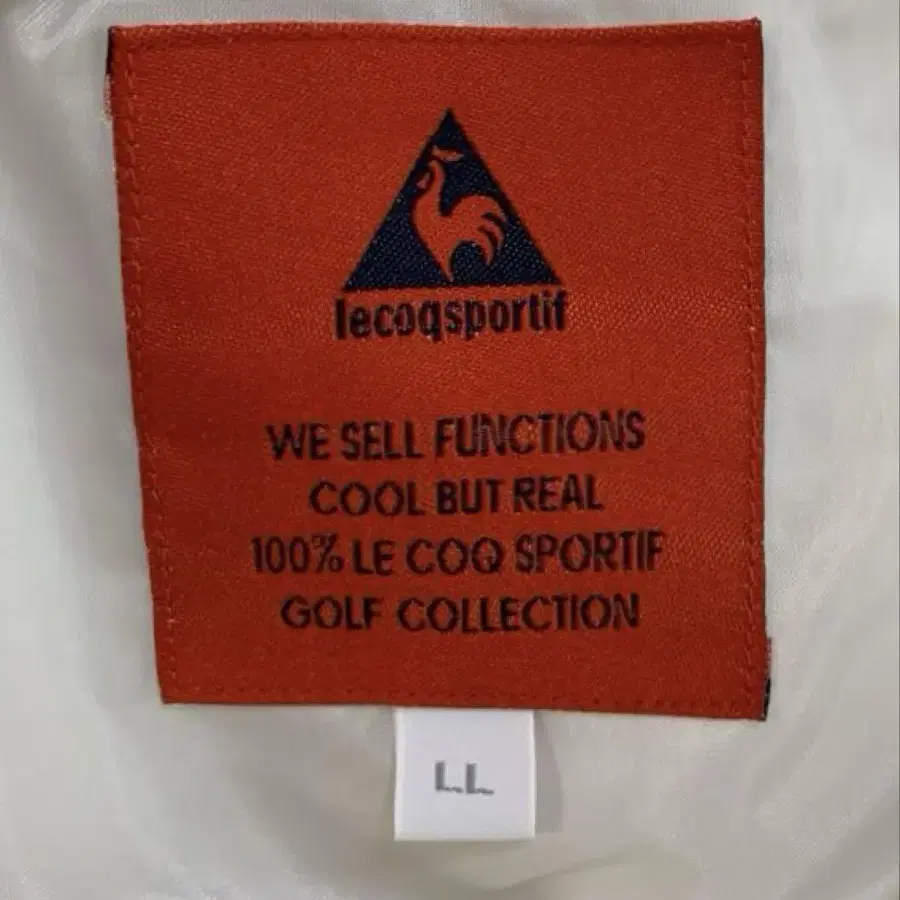 lecoqsportif
WE SELL FUNCTIONS
COOL BUT REAL
100% LE COQ SPORTIF
GOLF COLLECTION
LL